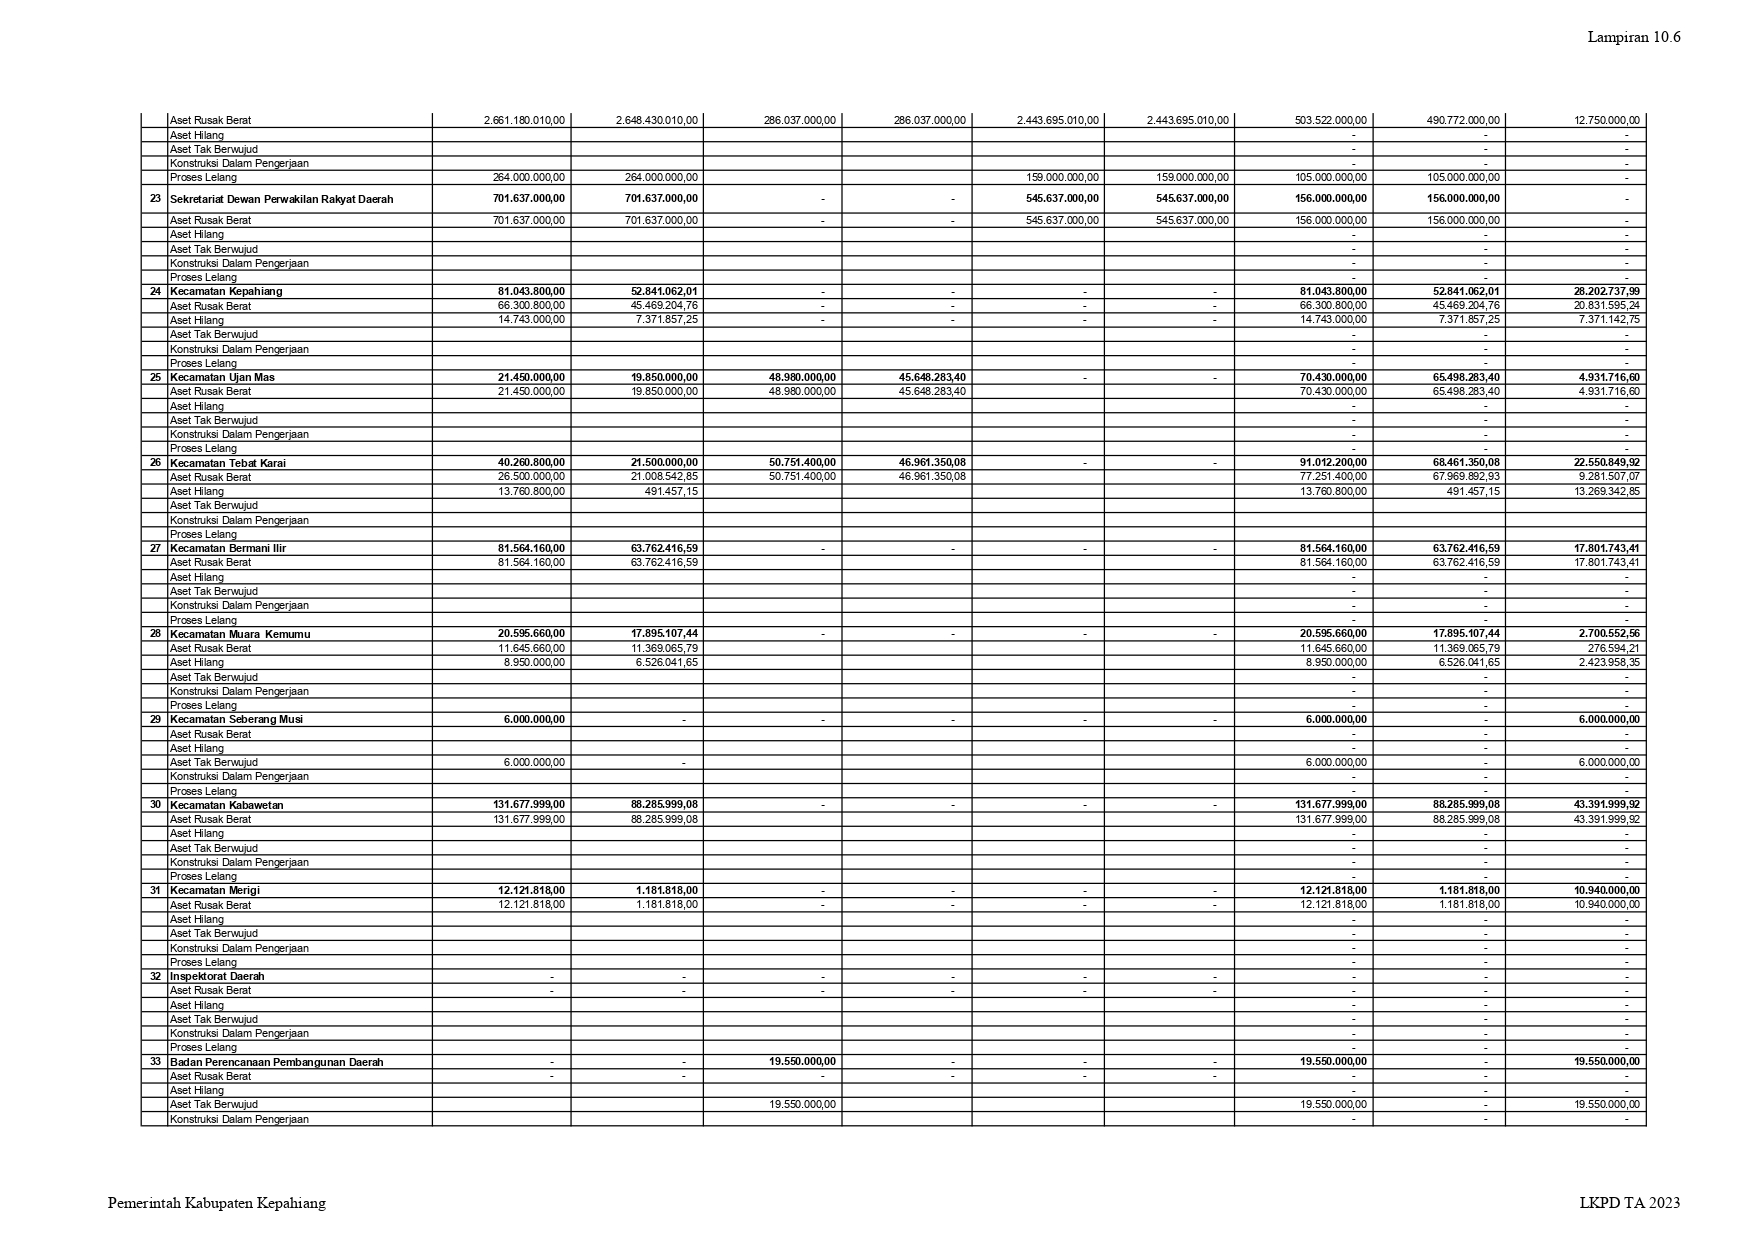 Lampiran 10.6
Aset Rusak Berat 2.661.180.010,00 2.648.430.010,00 286.037.000,00 286.037.000,00 2.443.695.010,00 2.443.695.010,00 503.522.000,00 490.772.000,00 12.750.000,00
Aset Hilang - - -
Aset Tak Berwujud - - -
Konstruksi Dalam Pengerjaan - - -
Proses Lelang 264.000.000,00 264.000.000,00 159.000.000,00 159.000.000,00 105.000.000,00 105.000.000,00 -
23 Sekretariat Dewan Perwakilan Rakyat Daerah 701.637.000,00 701.637.000,00 - - 545.637.000,00 545.637.000,00 156.000.000,00 156.000.000,00 -
Aset Rusak Berat 701.637.000,00 701.637.000,00 - - 545.637.000,00 545.637.000,00 156.000.000,00 156.000.000,00 -
Aset Hilang - - -
Aset Tak Berwujud - - -
Konstruksi Dalam Pengerjaan - - -
Proses Lelang - - -
24 Kecamatan Kepahiang 81.043.800,00 52.841.062,01 - - - - 81.043.800,00 52.841.062,01 28.202.737,99
Aset Rusak Berat 66.300.800,00 45.469.204,76 - - - - 66.300.800,00 45.469.204,76 20.831.595,24
Aset Hilang 14.743.000,00 7.371.857,25 - - - - 14.743.000,00 7.371.857,25 7.371.142,75
Aset Tak Berwujud - - -
Konstruksi Dalam Pengerjaan - - -
Proses Lelang - - -
25 Kecamatan Ujan Mas 21.450.000,00 19.850.000,00 48.980.000,00 45.648.283,40 - - 70.430.000,00 65.498.283,40 4.931.716,60
Aset Rusak Berat 21.450.000,00 19.850.000,00 48.980.000,00 45.648.283,40 70.430.000,00 65.498.283,40 4.931.716,60
Aset Hilang - - -
Aset Tak Berwujud - - -
Konstruksi Dalam Pengerjaan - - -
Proses Lelang - - -
26 Kecamatan Tebat Karai 40.260.800,00 21.500.000,00 50.751.400,00 46.961.350,08 - - 91.012.200,00 68.461.350,08 22.550.849,92
Aset Rusak Berat 26.500.000,00 21.008.542,85 50.751.400,00 46.961.350,08 77.251.400,00 67.969.892,93 9.281.507,07
Aset Hilang 13.760.800,00 491.457,15 13.760.800,00 491.457,15 13.269.342,85
Aset Tak Berwujud
Konstruksi Dalam Pengerjaan
Proses Lelang
27 Kecamatan Bermani Ilir 81.564.160,00 63.762.416,59 - - - - 81.564.160,00 63.762.416,59 17.801.743,41
Aset Rusak Berat 81.564.160,00 63.762.416,59 81.564.160,00 63.762.416,59 17.801.743,41
Aset Hilang - - -
Aset Tak Berwujud - - -
Konstruksi Dalam Pengerjaan - - -
Proses Lelang - - -
28 Kecamatan Muara Kemumu 20.595.660,00 17.895.107,44 - - - - 20.595.660,00 17.895.107,44 2.700.552,56
Aset Rusak Berat 11.645.660,00 11.369.065,79 11.645.660,00 11.369.065,79 276.594,21
Aset Hilang 8.950.000,00 6.526.041,65 8.950.000,00 6.526.041,65 2.423.958,35
Aset Tak Berwujud - - -
Konstruksi Dalam Pengerjaan - - -
Proses Lelang - - -
29 Kecamatan Seberang Musi 6.000.000,00 - - - - - 6.000.000,00 - 6.000.000,00
Aset Rusak Berat - - -
Aset Hilang - - -
Aset Tak Berwujud 6.000.000,00 - 6.000.000,00 - 6.000.000,00
Konstruksi Dalam Pengerjaan - - -
Proses Lelang - - -
30 Kecamatan Kabawetan 131.677.999,00 88.285.999,08 - - - - 131.677.999,00 88.285.999,08 43.391.999,92
Aset Rusak Berat 131.677.999,00 88.285.999,08 131.677.999,00 88.285.999,08 43.391.999,92
Aset Hilang - - -
Aset Tak Berwujud - - -
Konstruksi Dalam Pengerjaan - - -
Proses Lelang - - -
31 Kecamatan Merigi 12.121.818,00 1.181.818,00 - - - - 12.121.818,00 1.181.818,00 10.940.000,00
Aset Rusak Berat 12.121.818,00 1.181.818,00 - - - - 12.121.818,00 1.181.818,00 10.940.000,00
Aset Hilang - - -
Aset Tak Berwujud - - -
Konstruksi Dalam Pengerjaan - - -
Proses Lelang - - -
32 Inspektorat Daerah - - - - - - - - -
Aset Rusak Berat - - - - - - - - -
Aset Hilang - - -
Aset Tak Berwujud - - -
Konstruksi Dalam Pengerjaan - - -
Proses Lelang - - -
33 Badan Perencanaan Pembangunan Daerah - - 19.550.000,00 - - - 19.550.000,00 - 19.550.000,00
Aset Rusak Berat - - - - - - - - -
Aset Hilang - - -
Aset Tak Berwujud 19.550.000,00 19.550.000,00 - 19.550.000,00
Konstruksi Dalam Pengerjaan - - -
Pemerintah Kabupaten Kepahiang LKPD TA 2023